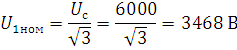 U₁ном = Uс/√3 = 6000/√3 = 3468 В